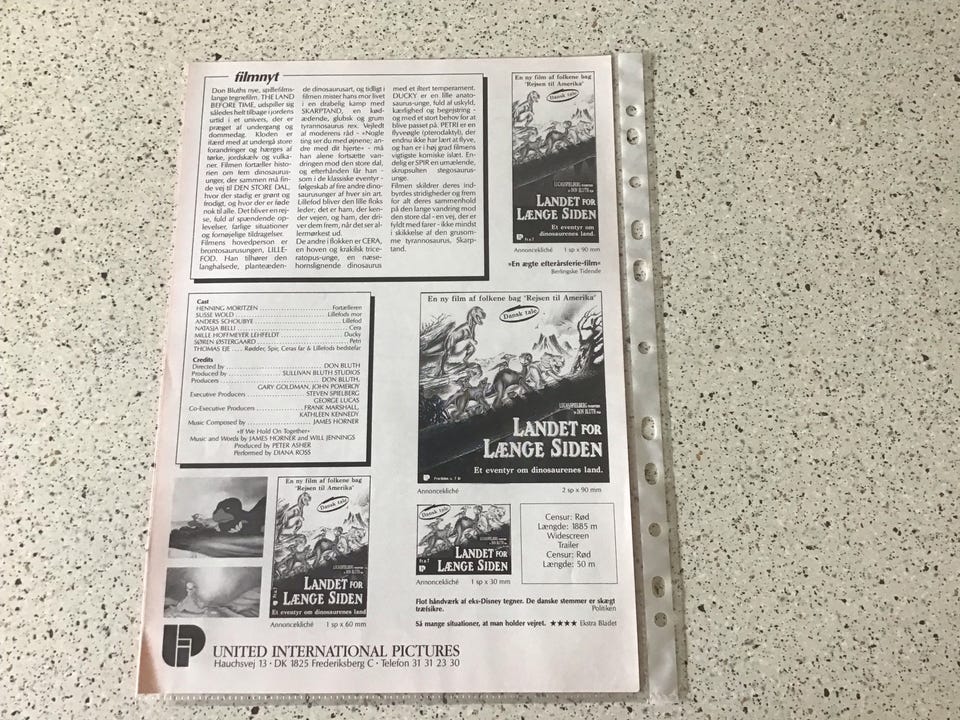 filmnyt
Don Bluths nye, spillefilms-
lange tegnefilm, THE LAND
BEFORE TIME, udspiller sig
således helt tilbage i jordens
urtid i et univers, der er
præget af undergang og
dommedag. Kloden er
ifærd med at undergå store
forandringer og hærges af
tørke, jordskælv og vulka-
ner. Filmen fortæller histo-
rien om fem dinosaurus-
unger, der sammen må fin-
de vej til DEN STORE DAL,
hvor der stadig er grønt og
frodigt, og hvor der er føde
nok til alle. Det bliver en rej-
se, fuld af spændende op-
levelser, farlige situationer
og fornøjelige tildragelser.
Filmens hovedperson er
brontosaurusungen, LILLE-
FOD. Han tilhører den
langhalsede, planteæden-
de dinosaurusart, og tidligt i
filmen mister hans mor livet
i en drabelig kamp med
SKARPTAND, en kød-
ædende, glubsk og grum
tyrannosaurus rex. Vejledt
af moderens råd - »Nogle
ting ser du med øjnene; an-
dre med dit hjerte« - må
han alene fortsætte van-
dringen mod den store dal,
og efterhånden får han -
som i de klassiske eventyr -
følgeskab af fire andre dino-
saurusunger af hver sin art.
Lillefod bliver den lille floks
leder; det er ham, der ken-
der vejen, og ham, der dri-
ver dem frem, når det ser al-
lermørkest ud.
De andre i flokken er CERA,
en hoven og krakilsk trice-
ratopus-unge, en næse-
hornslignende dinosaurus
med et iltert temperament.
DUCKY er en lille anato-
saurus-unge, fuld af uskyld,
kærlighed og begejstring -
og med et stort behov for at
blive passet på. PETRI er en
flyveøgle (pterodaktyl), der
endnu ikke har lært at flyve,
og han er i høj grad filmens
vigtigste komiske islæt. En-
delig er SPIR en umælende,
skrupsulten stegosaurus-
unge.
Filmen skildrer deres ind-
byrdes stridigheder og frem
for alt deres sammenhold
på den lange vandring mod
den store dal - en vej, der er
fyldt med farer - ikke mindst
i skikkelse af den grusom-
me tyrannosaurus, Skarp-
tand.
En ny film af folkene bag
'Rejsen til Amerika'
Dansk tale
LANDET FOR
LÆNGE SIDEN
Et eventyr om
dinosaurernes land.
Annoncekliché 1 sp x 90 mm
»En ægte efterårsferie-film«
Berlingske Tidende
Cast
HENNING MORITZEN Fortælleren
SUSSE WOLD Lillefods mor
ANDERS SCHOUBYE Lillefod
NATASJA BELLI Cera
MILLE HOFFMEYER LEHFELDT Ducky
SØREN ØSTERGAARD Petri
THOMAS EJE Rødder, Spir, Ceras far & Lillefods bedstefar
Credits
Directed by DON BLUTH
Produced by SULLIVAN BLUTH STUDIOS
Producers DON BLUTH,
GARY GOLDMAN, JOHN POMEROY
Executive Producers STEVEN SPIELBERG
GEORGE LUCAS
Co-Executive Producers FRANK MARSHALL,
KATHLEEN KENNEDY
Music Composed by JAMES HORNER
»If We Hold On Together«
Music and Words by JAMES HORNER and WILL JENNINGS
Produced by PETER ASHER
Performed by DIANA ROSS
En ny film af folkene bag 'Rejsen til Amerika'
Dansk tale
DON BLUTH
LANDET FOR
LÆNGE SIDEN
Et eventyr om dinosaurernes land.
Annoncekliché 2 sp x 90 mm
En ny film af folkene bag
'Rejsen til Amerika'
Dansk tale
LANDET FOR
LÆNGE SIDEN
Et eventyr om dinosaurernes land
Annoncekliché 1 sp x 60 mm
Dansk tale
LANDET FOR
LÆNGE SIDEN
Annoncekliché 1 sp x 30 mm
Censur: Rød
Længde: 1885 m
Widescreen
Trailer
Censur: Rød
Længde: 50 m
Flot håndværk af eks-Disney tegner. De danske stemmer er skægt
træfsikre.
Politiken
Så mange situationer, at man holder vejret. ★★★★ Ekstra Bladet
UNITED INTERNATIONAL PICTURES
Hauchsvej 13 · DK 1825 Frederiksberg C · Telefon 31 31 23 30